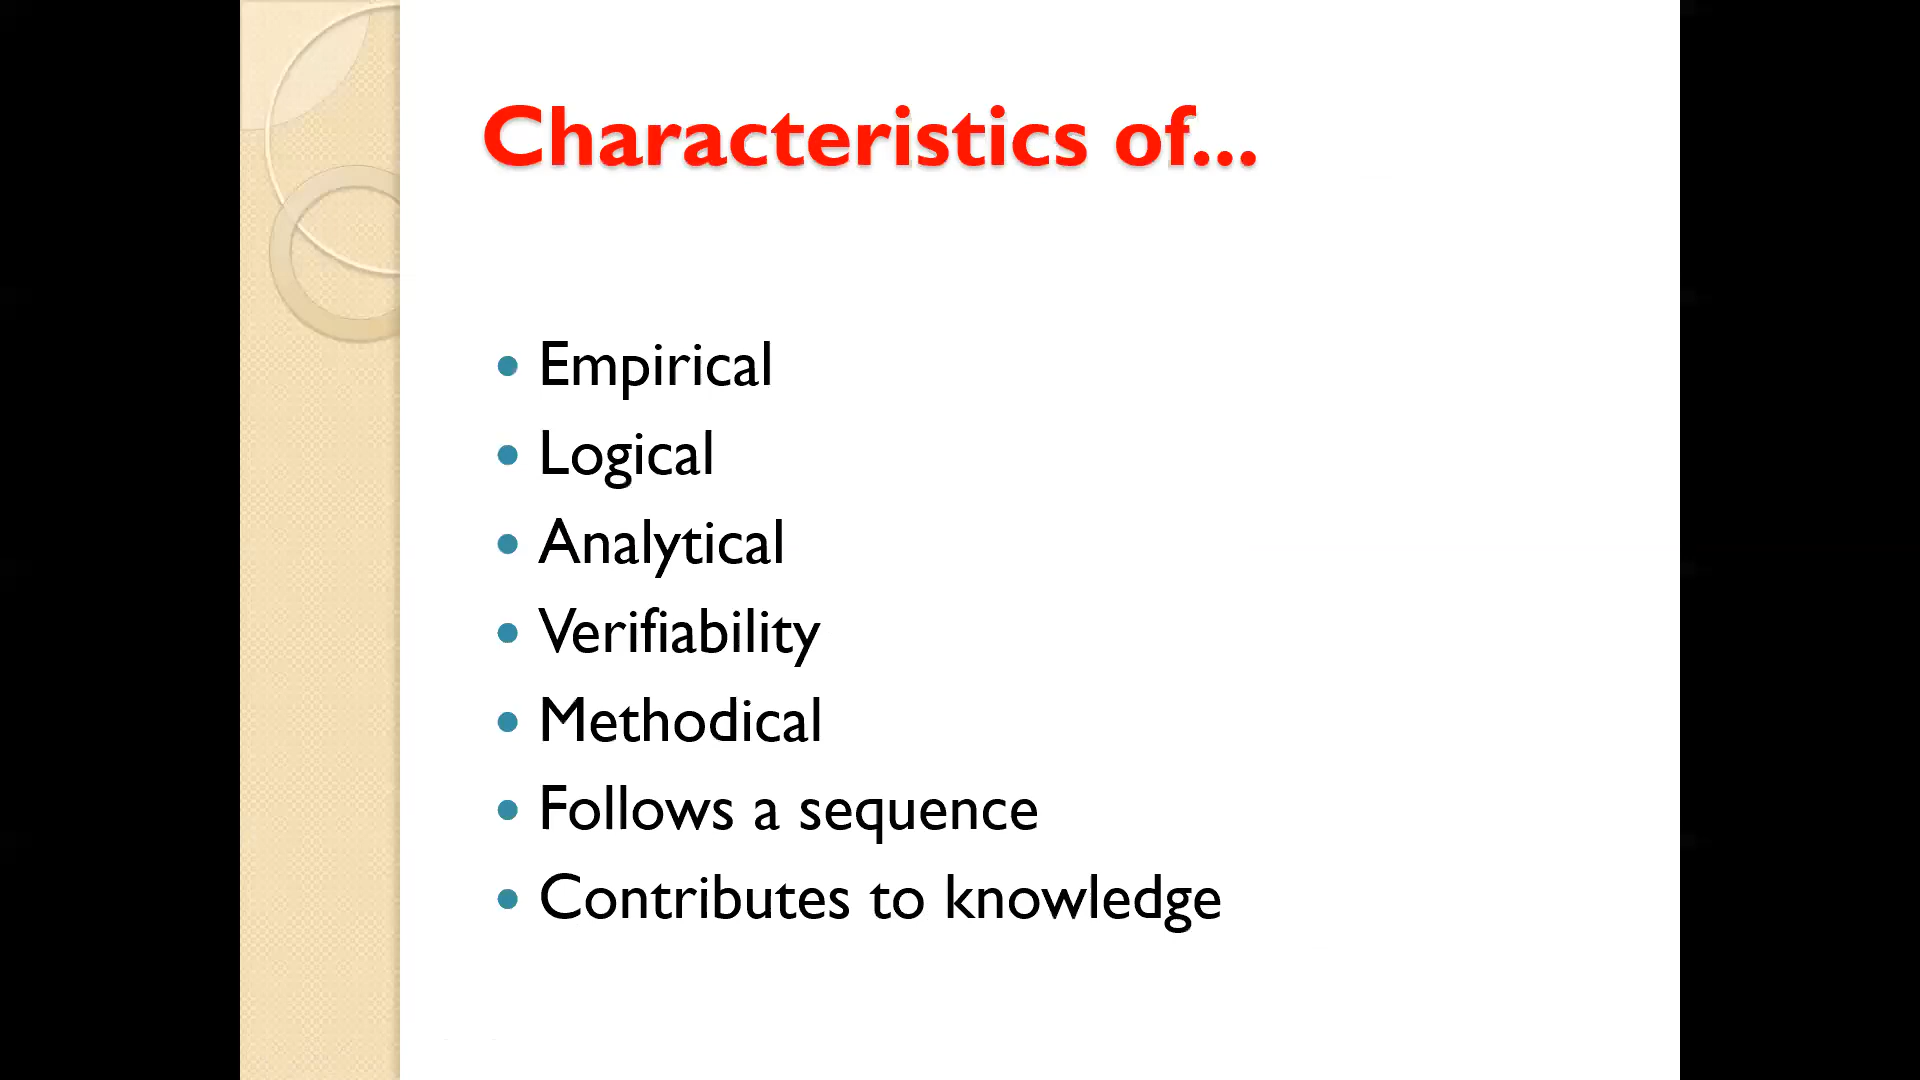 Characteristics of...
• Empirical
• Logical
• Analytical
• Verifiability
• Methodical
• Follows a sequence
• Contributes to knowledge